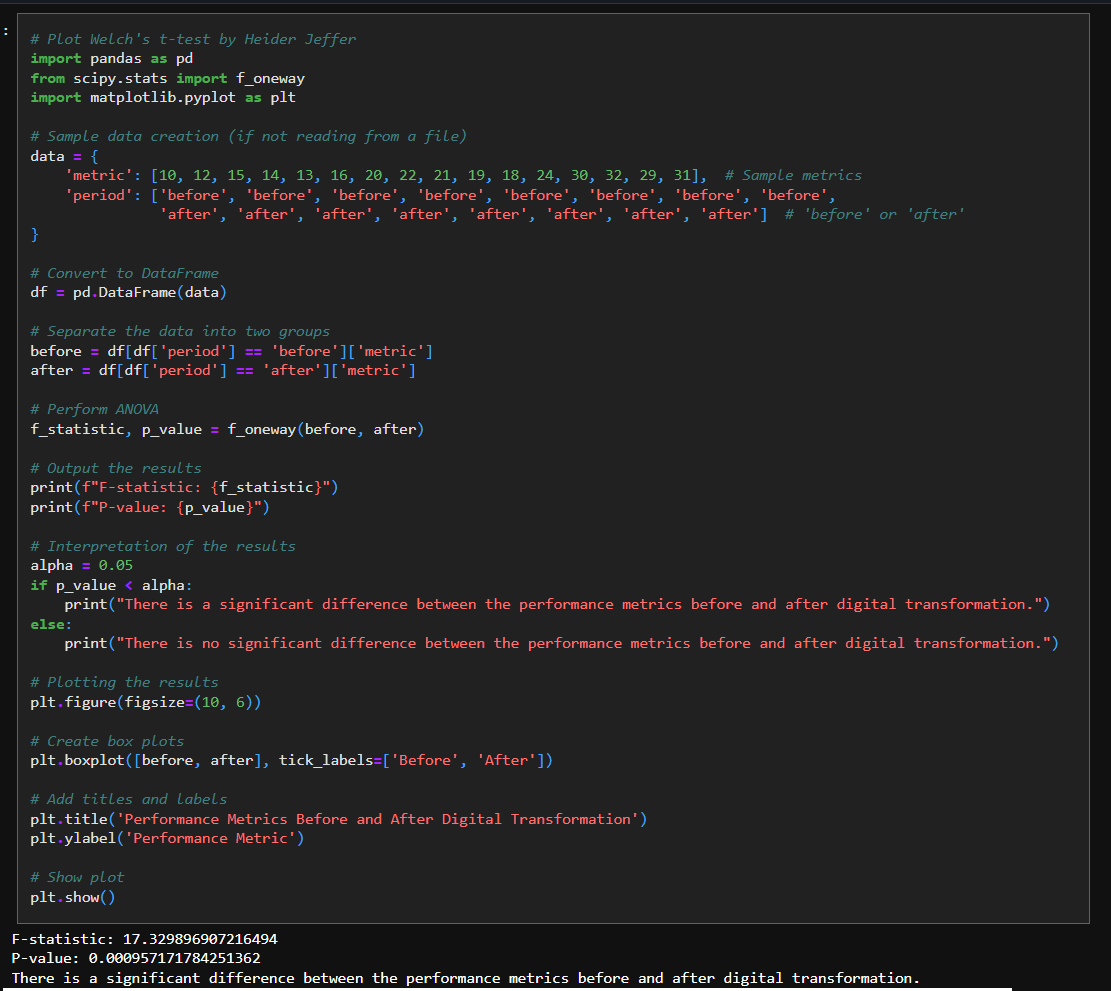 :
# Plot Welch's t-test by Heider Jeffer
import pandas as pd
from scipy.stats import f_oneway
import matplotlib.pyplot as plt
# Sample data creation (if not reading from a file)
data = {
    'metric': [10, 12, 15, 14, 13, 16, 20, 22, 21, 19, 18, 24, 30, 32, 29, 31],  # Sample metrics
    'period': ['before', 'before', 'before', 'before', 'before', 'before', 'before', 'before',
               'after', 'after', 'after', 'after', 'after', 'after', 'after', 'after']  # 'before' or 'after'
}
# Convert to DataFrame
df = pd.DataFrame(data)
# Separate the data into two groups
before = df[df['period'] == 'before']['metric']
after = df[df['period'] == 'after']['metric']
# Perform ANOVA
f_statistic, p_value = f_oneway(before, after)
# Output the results
print(f"F-statistic: {f_statistic}")
print(f"P-value: {p_value}")
# Interpretation of the results
alpha = 0.05
if p_value < alpha:
    print("There is a significant difference between the performance metrics before and after digital transformation.")
else:
    print("There is no significant difference between the performance metrics before and after digital transformation.")
# Plotting the results
plt.figure(figsize=(10, 6))
# Create box plots
plt.boxplot([before, after], tick_labels=['Before', 'After'])
# Add titles and labels
plt.title('Performance Metrics Before and After Digital Transformation')
plt.ylabel('Performance Metric')
# Show plot
plt.show()
F-statistic: 17.329896907216494
P-value: 0.000957171784251362
There is a significant difference between the performance metrics before and after digital transformation.